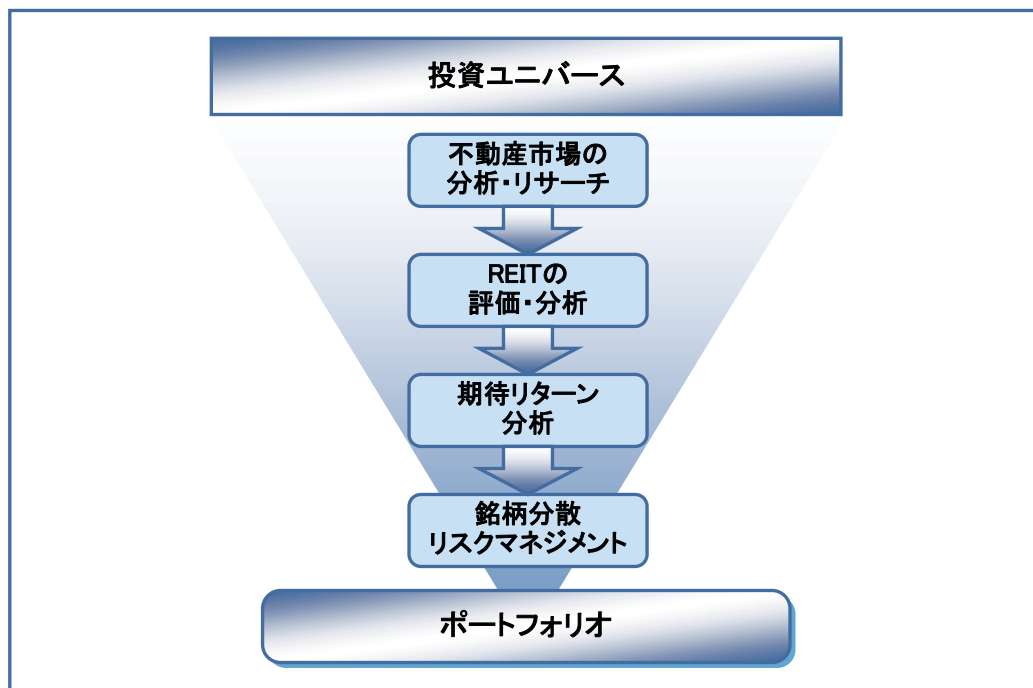 投資ユニバース
不動産市場の
分析・リサーチ
REITの
評価・分析
期待リターン
分析
銘柄分散
リスクマネジメント
ポートフォリオ